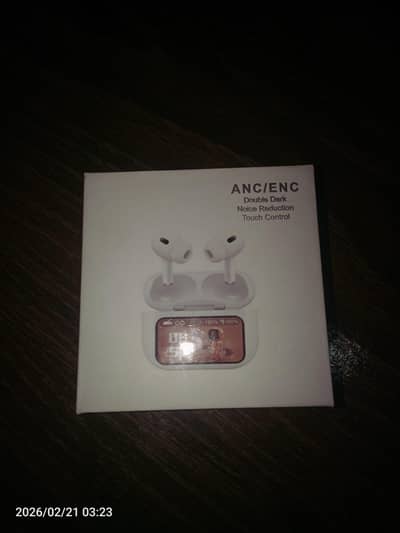 ANC/ENC
Double Dark
Noice Reduction
Touch Control
2026/02/21 03:23